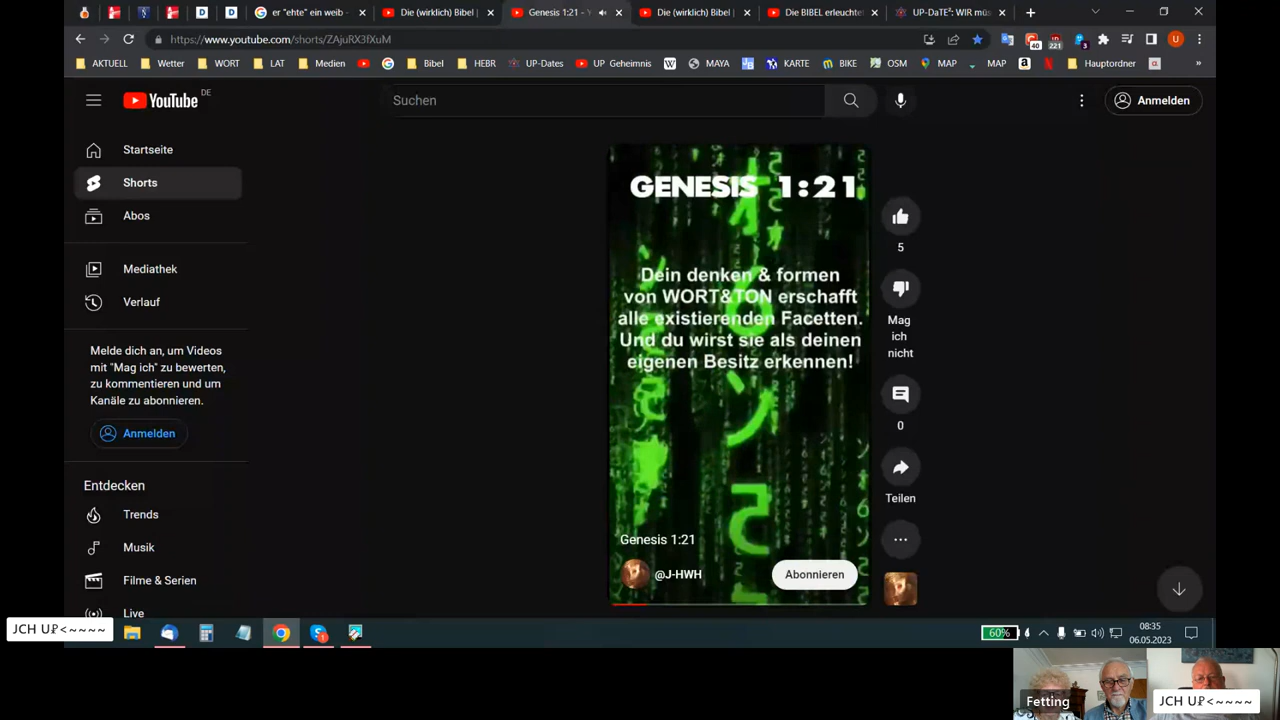 er "ehte" ein weib -
Die (wirklich) Bibel |
Genesis 1:21 - Y
Die (wirklich) Bibel |
Die BIBEL erleuchte
UP-DaTE²: WIR müs
https://www.youtube.com/shorts/ZAjuRX3fXuM
40
221
3
U
AKTUELL
Wetter
WORT
LAT
Medien
Bibel
HEBR
UP-Dates
UP Geheimnis
MAYA
KARTE
BIKE
OSM
MAP
MAP
Hauptordner
»
YouTube DE
Suchen
Anmelden
Startseite
Shorts
Abos
Mediathek
Verlauf
Melde dich an, um Videos
mit "Mag ich" zu bewerten,
zu kommentieren und um
Kanäle zu abonnieren.
Anmelden
Entdecken
Trends
Musik
Filme & Serien
Live
GENESIS 1:21
Dein denken & formen
von WORT&TON erschafft
alle existierenden Facetten.
Und du wirst sie als deinen
eigenen Besitz erkennen!
Genesis 1:21
@J-HWH
Abonnieren
5
Mag
ich
nicht
0
Teilen
60%
08:35
06.05.2023
JCH UP<~~~~
Fetting
JCH UP<~~~~